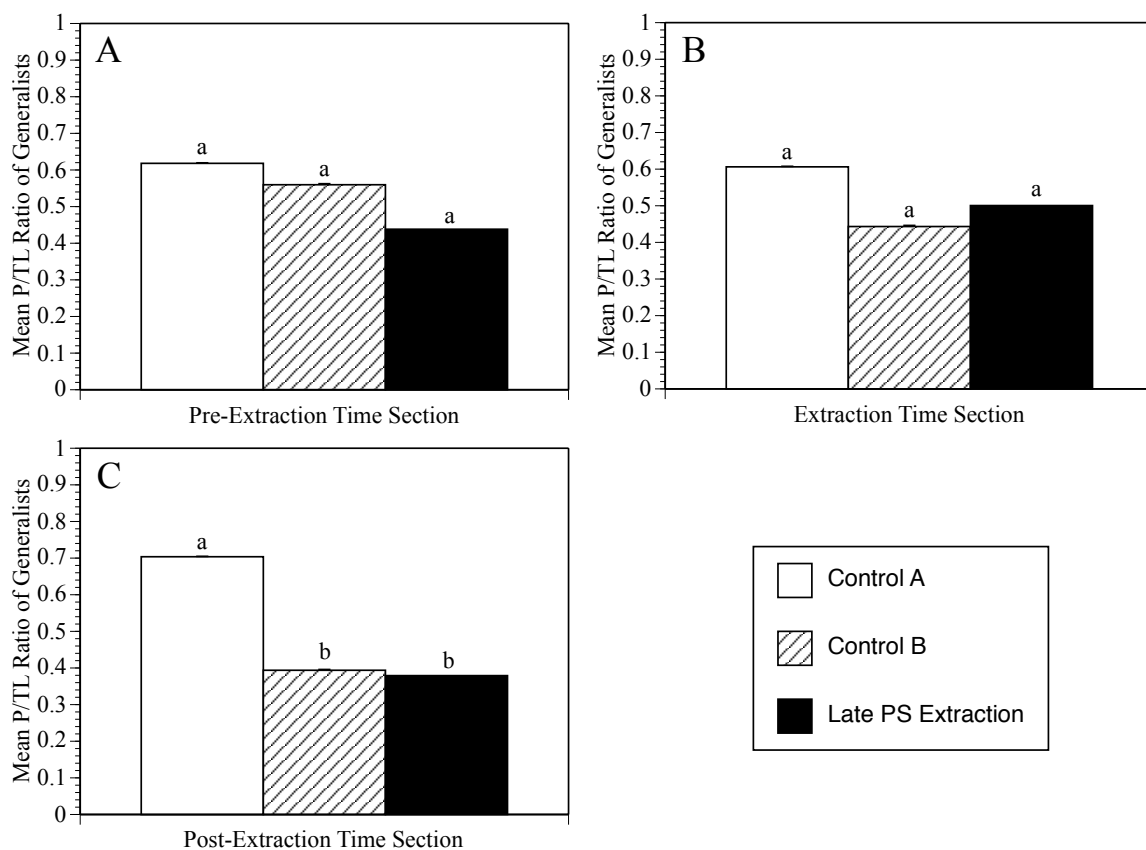 A
Mean P/TL Ratio of Generalists
1
0.9
0.8
0.7
0.6
0.5
0.4
0.3
0.2
0.1
0
a
a
a
Pre-Extraction Time Section
B
Mean P/TL Ratio of Generalists
1
0.9
0.8
0.7
0.6
0.5
0.4
0.3
0.2
0.1
0
a
a
a
Extraction Time Section
C
Mean P/TL Ratio of Generalists
1
0.9
0.8
0.7
0.6
0.5
0.4
0.3
0.2
0.1
0
a
b
b
Post-Extraction Time Section
Control A
Control B
Late PS Extraction